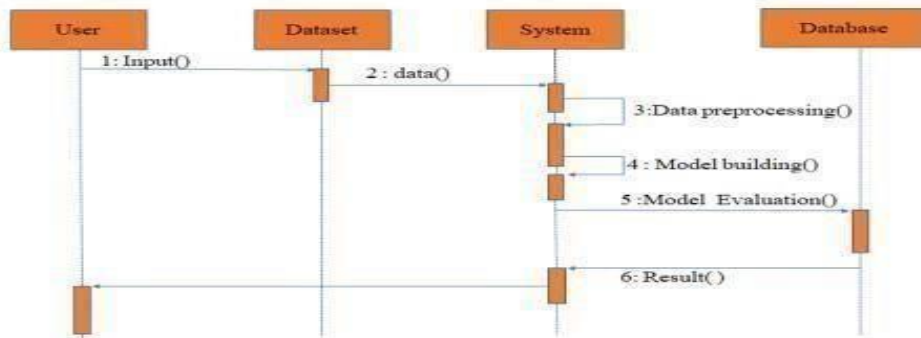 User
Dataset
System
Database
1: Input()
2 : data()
3:Data preprocessing()
4 : Model building()
5 :Model Evaluation()
6: Result( )